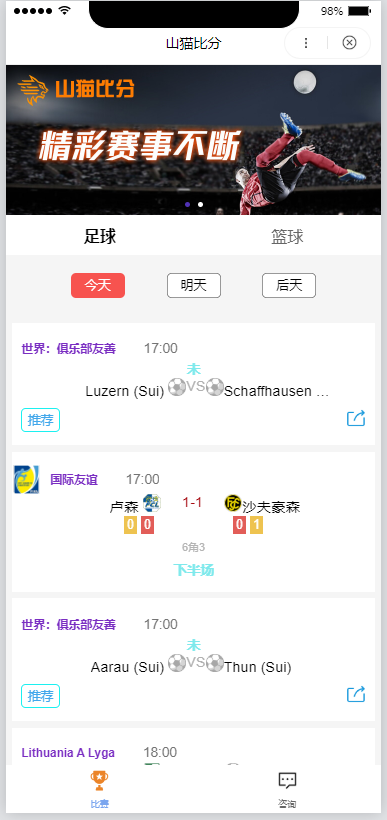 98%
山猫比分
山猫比分
精彩赛事不断
足球 篮球
今天 明天 后天
世界：俱乐部友善 17:00
未
Luzern (Sui) VS Schaffhausen ...
推荐
国际友谊 17:00
卢森 1-1 沙夫豪森
0 0 0 1
6角3
下半场
世界：俱乐部友善 17:00
未
Aarau (Sui) VS Thun (Sui)
推荐
Lithuania A Lyga 18:00
比赛 咨询